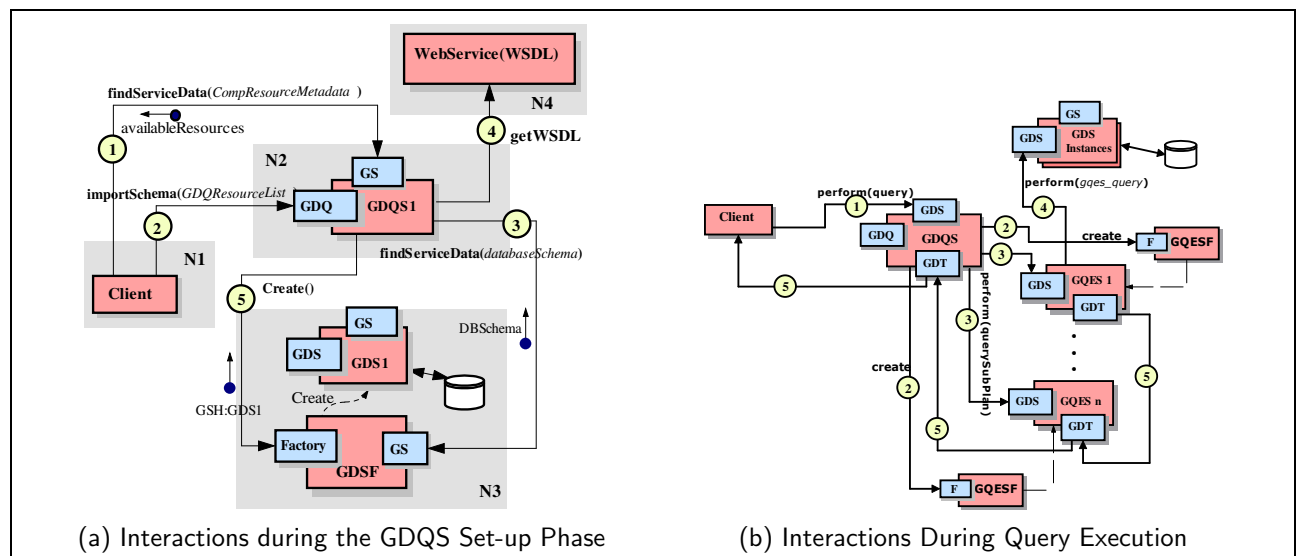 WebService(WSDL)
N4
findServiceData(CompResourceMetadata )
availableResources
1
4
getWSDL
N2
GS
GDQ
GDQS1
importSchema(GDQResourceList )
2
3
findServiceData(databaseSchema)
N1
Client
5
Create()
GS
GDS
GDS1
DBSchema
GSH:GDS1
Create
Factory
GS
GDSF
N3
(a) Interactions during the GDQS Set-up Phase
GS
GDS
GDS
Instances
perform(gqes_query)
perform(query)
1
4
Client
GDS
GDQ
GDQS
GDT
2
create
F
GQESF
3
GDS
GQES 1
GDT
5
perform(querySubPlan)
3
create
2
5
GDS
GQES n
GDT
5
F
GQESF
(b) Interactions During Query Execution